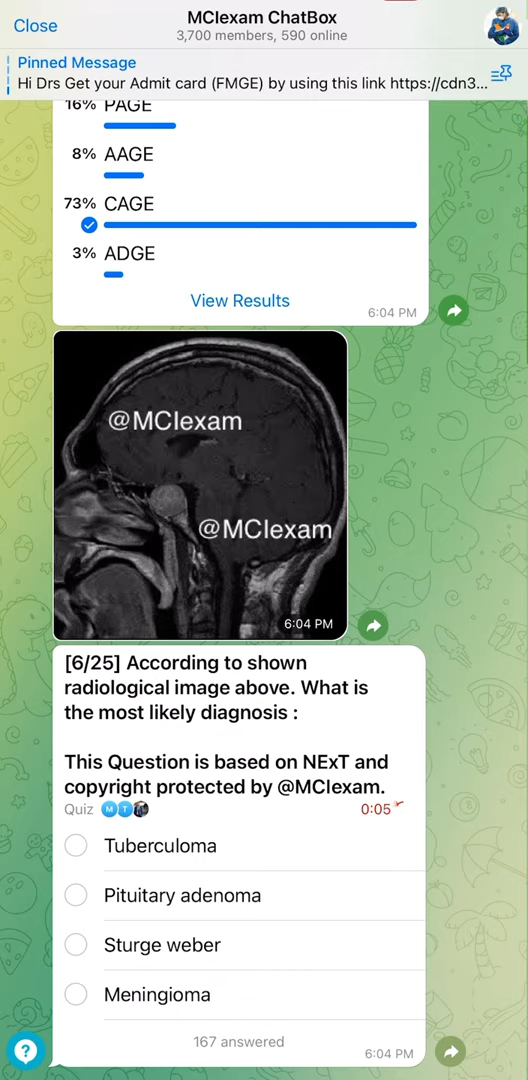 Close
MCIexam ChatBox
3,700 members, 590 online
Pinned Message
Hi Drs Get your Admit card (FMGE) by using this link https://cdn3...
16% PAGE
8% AAGE
73% CAGE
3% ADGE
View Results
6:04 PM
@MCIexam
@MCIexam
6:04 PM
[6/25] According to shown
radiological image above. What is
the most likely diagnosis :
This Question is based on NExT and
copyright protected by @MCIexam.
Quiz M T 0:05
Tuberculoma
Pituitary adenoma
Sturge weber
Meningioma
167 answered
6:04 PM
?